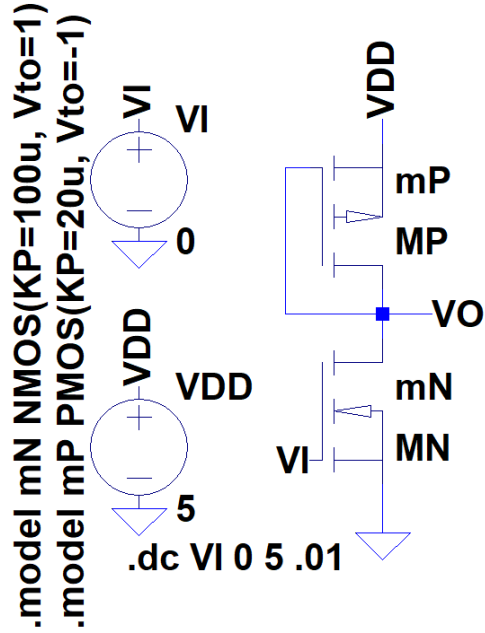 .model mN NMOS(KP=100u, Vto=1)
.model mP PMOS(KP=20u, Vto=-1)
VI
VI
0
VDD
VDD
5
.dc VI 0 5 .01
VDD
mP
MP
VO
mN
MN
VI